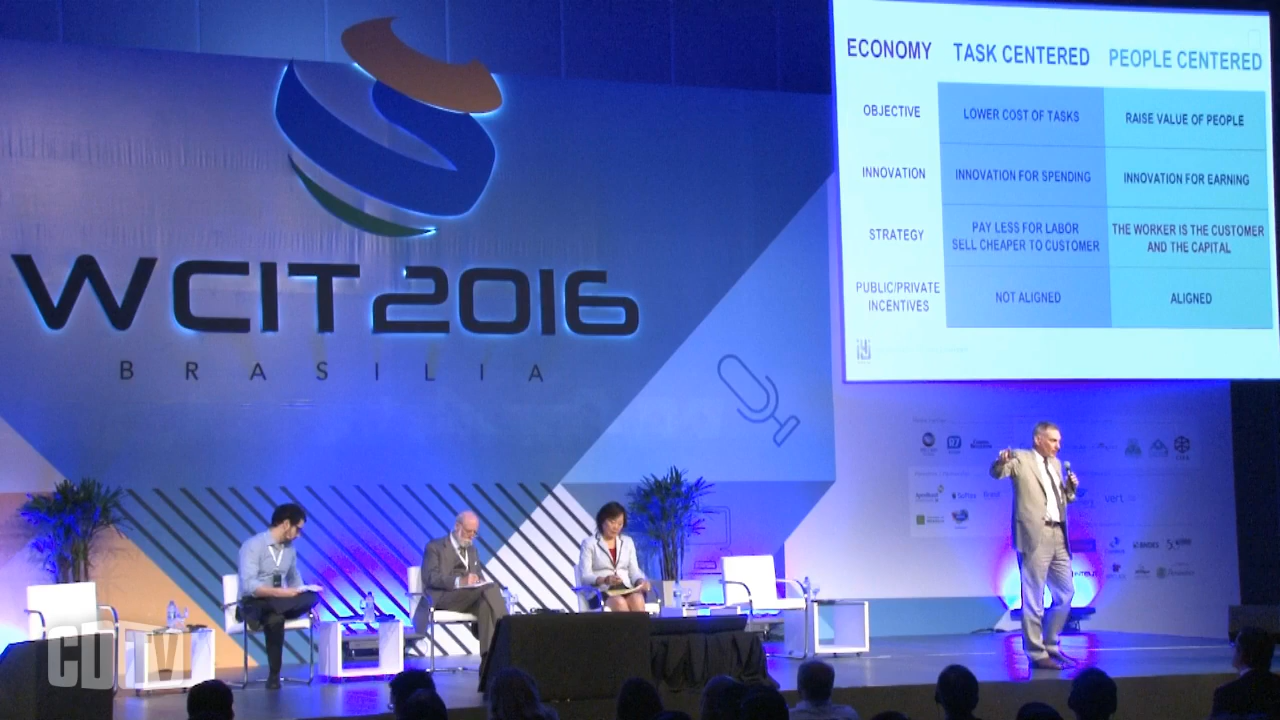 ECONOMY TASK CENTERED PEOPLE CENTERED
OBJECTIVE LOWER COST OF TASKS RAISE VALUE OF PEOPLE
INNOVATION INNOVATION FOR SPENDING INNOVATION FOR EARNING
STRATEGY PAY LESS FOR LABOR THE WORKER IS THE CUSTOMER
SELL CHEAPER TO CUSTOMER AND THE CAPITAL
PUBLIC/PRIVATE
INCENTIVES NOT ALIGNED ALIGNED
WCIT 2016
BRASILIA
vert
CDTV